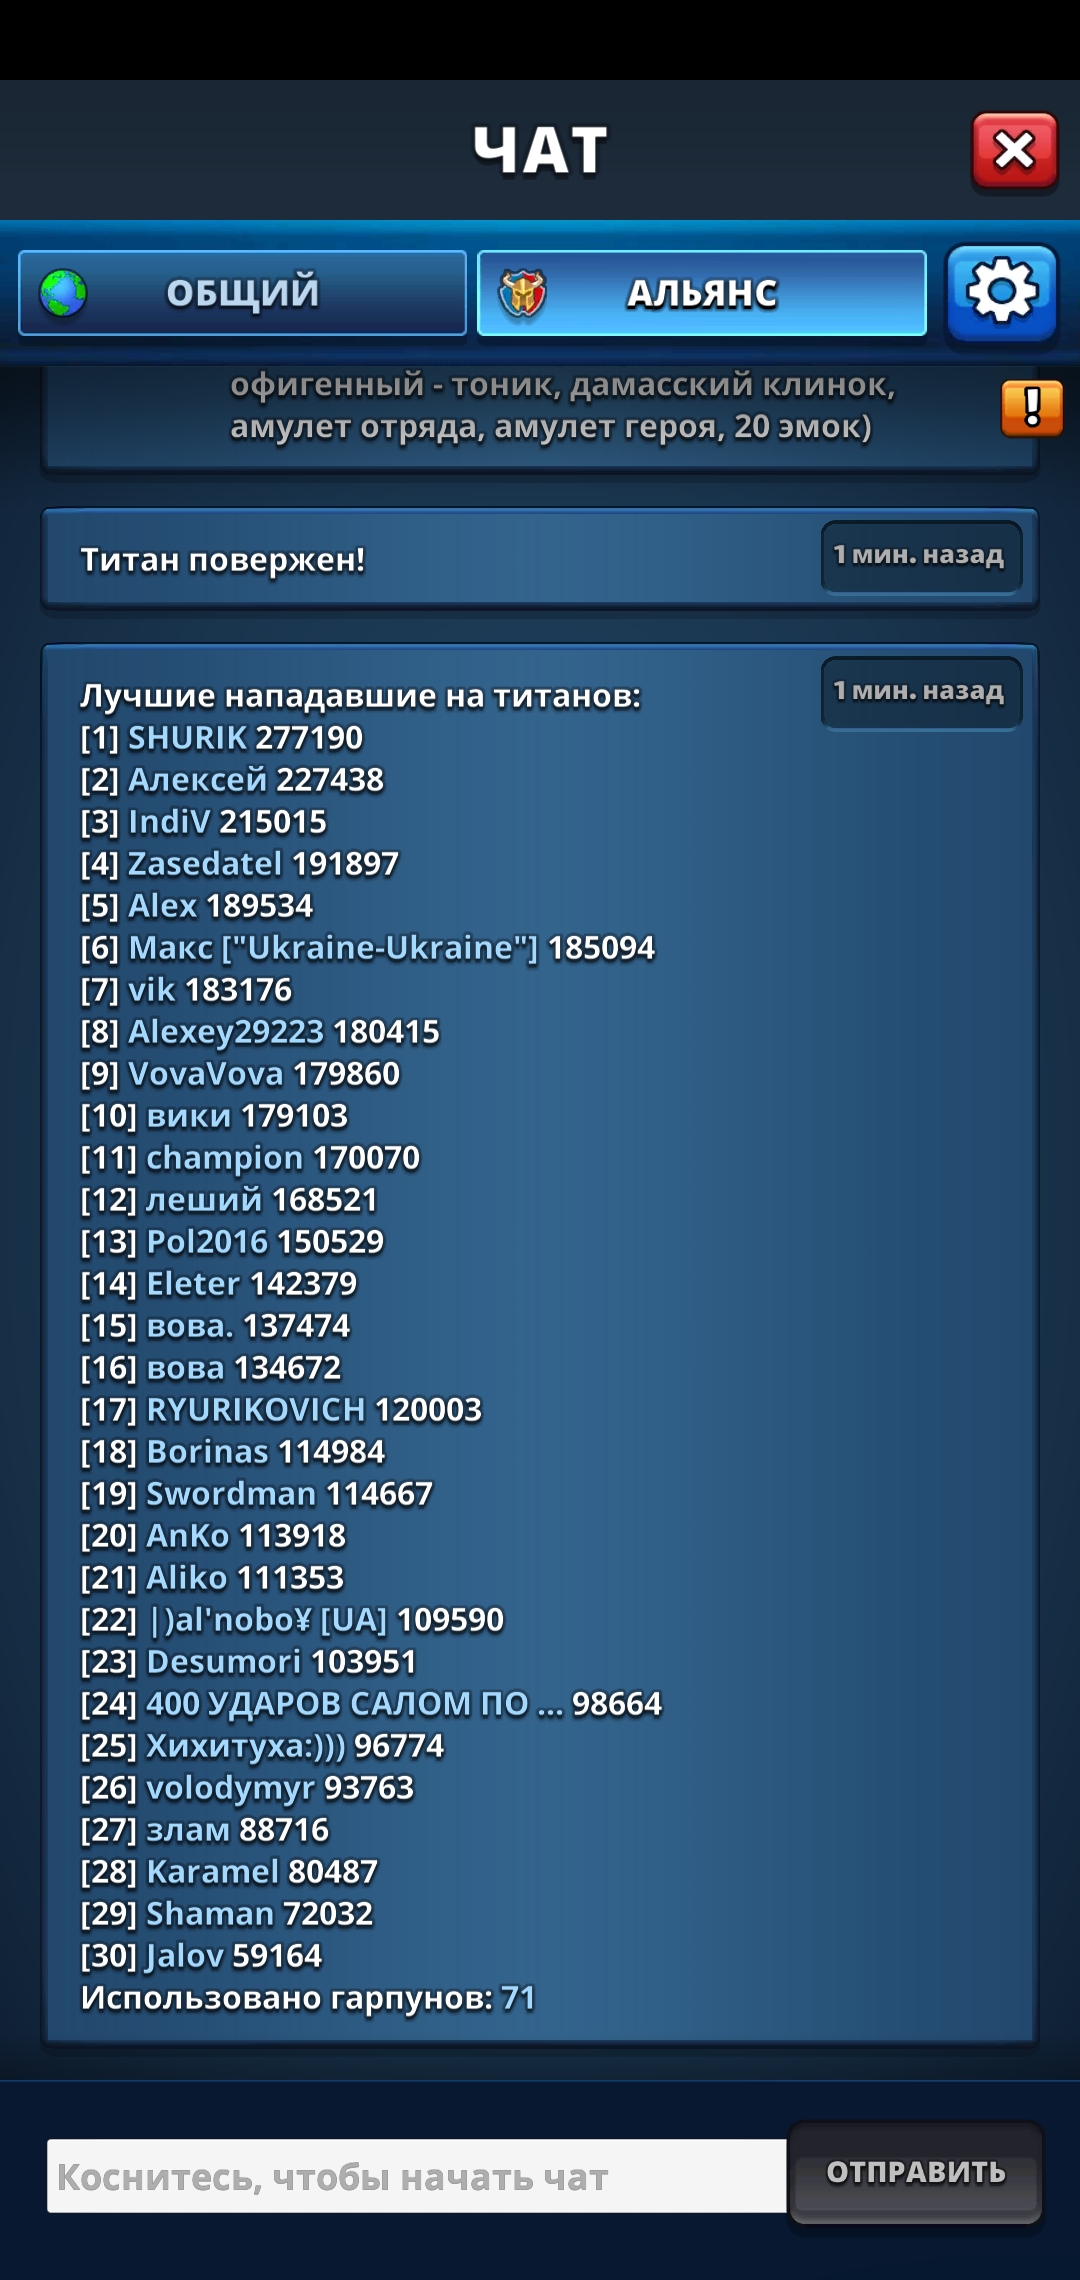 ЧАТ
ОБЩИЙ
АЛЬЯНС
офигенный - тоник, дамасский клинок,
амулет отряда, амулет героя, 20 эмок)
!
Титан повержен!
1 мин. назад
Лучшие нападавшие на титанов:
1 мин. назад
[1] SHURIK 277190
[2] Алексей 227438
[3] IndiV 215015
[4] Zasedatel 191897
[5] Alex 189534
[6] Макс ["Ukraine-Ukraine"] 185094
[7] vik 183176
[8] Alexey29223 180415
[9] VovaVova 179860
[10] вики 179103
[11] champion 170070
[12] леший 168521
[13] Pol2016 150529
[14] Eleter 142379
[15] вова. 137474
[16] вова 134672
[17] RYURIKOVICH 120003
[18] Borinas 114984
[19] Swordman 114667
[20] AnKo 113918
[21] Aliko 111353
[22] |)al'nobo¥ [UA] 109590
[23] Desumori 103951
[24] 400 УДАРОВ САЛОМ ПО ... 98664
[25] Хихитуха:))) 96774
[26] volodymyr 93763
[27] злам 88716
[28] Karamel 80487
[29] Shaman 72032
[30] Jalov 59164
Использовано гарпунов: 71
Коснитесь, чтобы начать чат
ОТПРАВИТЬ